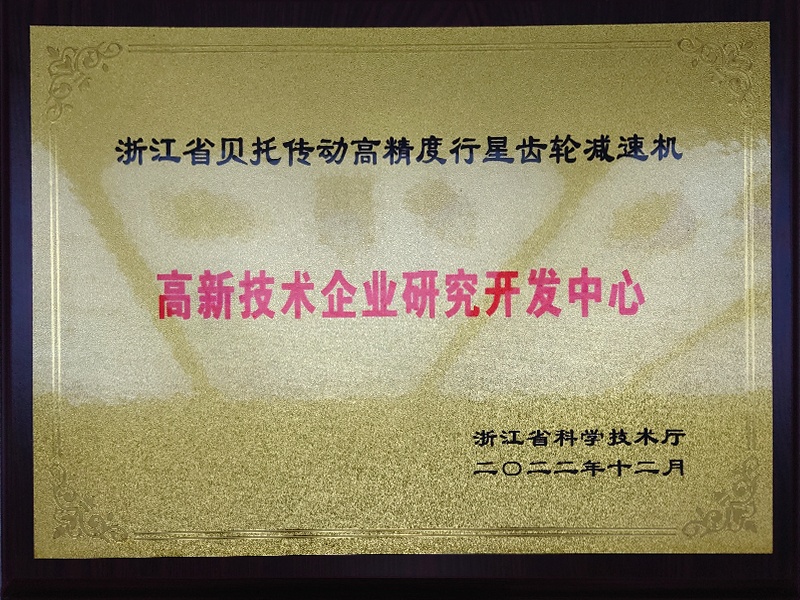 浙江省贝托传动高精度行星齿轮减速机
高新技术企业研究开发中心
浙江省科学技术厅
二〇二二年十二月